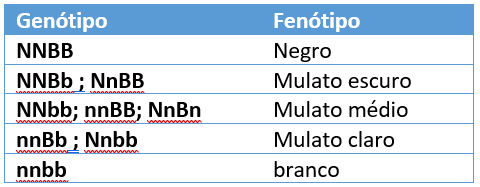 Genótipo Fenótipo
NNBB Negro
NNBb ; NnBB Mulato escuro
NNbb; nnBB; NnBn Mulato médio
nnBb ; Nnbb Mulato claro
nnbb branco